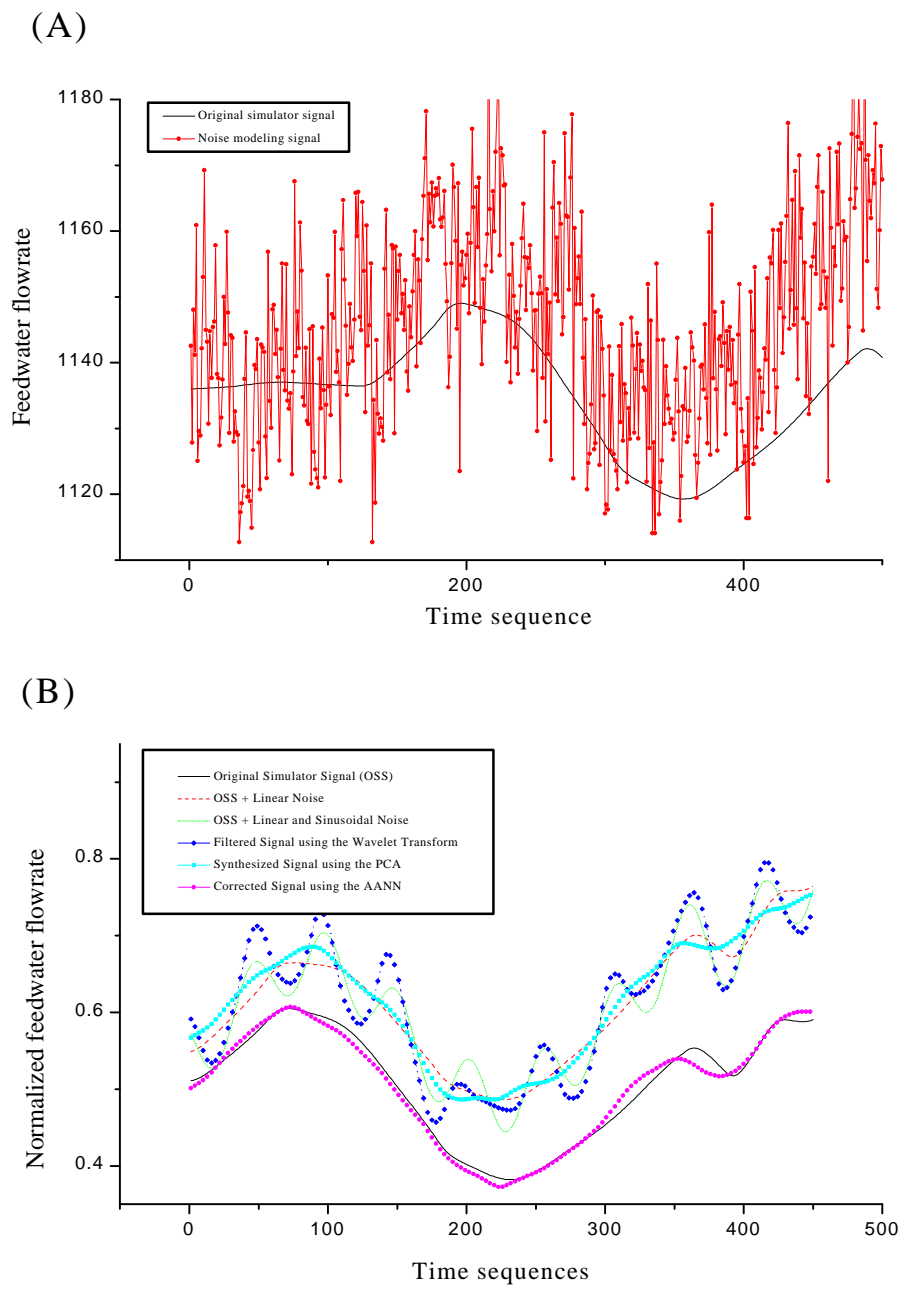 (A)
1180
1160
1140
1120
Feedwater flowrate
Original simulator signal
Noise modeling signal
0
200
400
Time sequence
(B)
0.8
0.6
0.4
Normalized feedwater flowrate
Original Simulator Signal (OSS)
OSS + Linear Noise
OSS + Linear and Sinusoidal Noise
Filtered Signal using the Wavelet Transform
Synthesized Signal using the PCA
Corrected Signal using the AANN
0
100
200
300
400
500
Time sequences